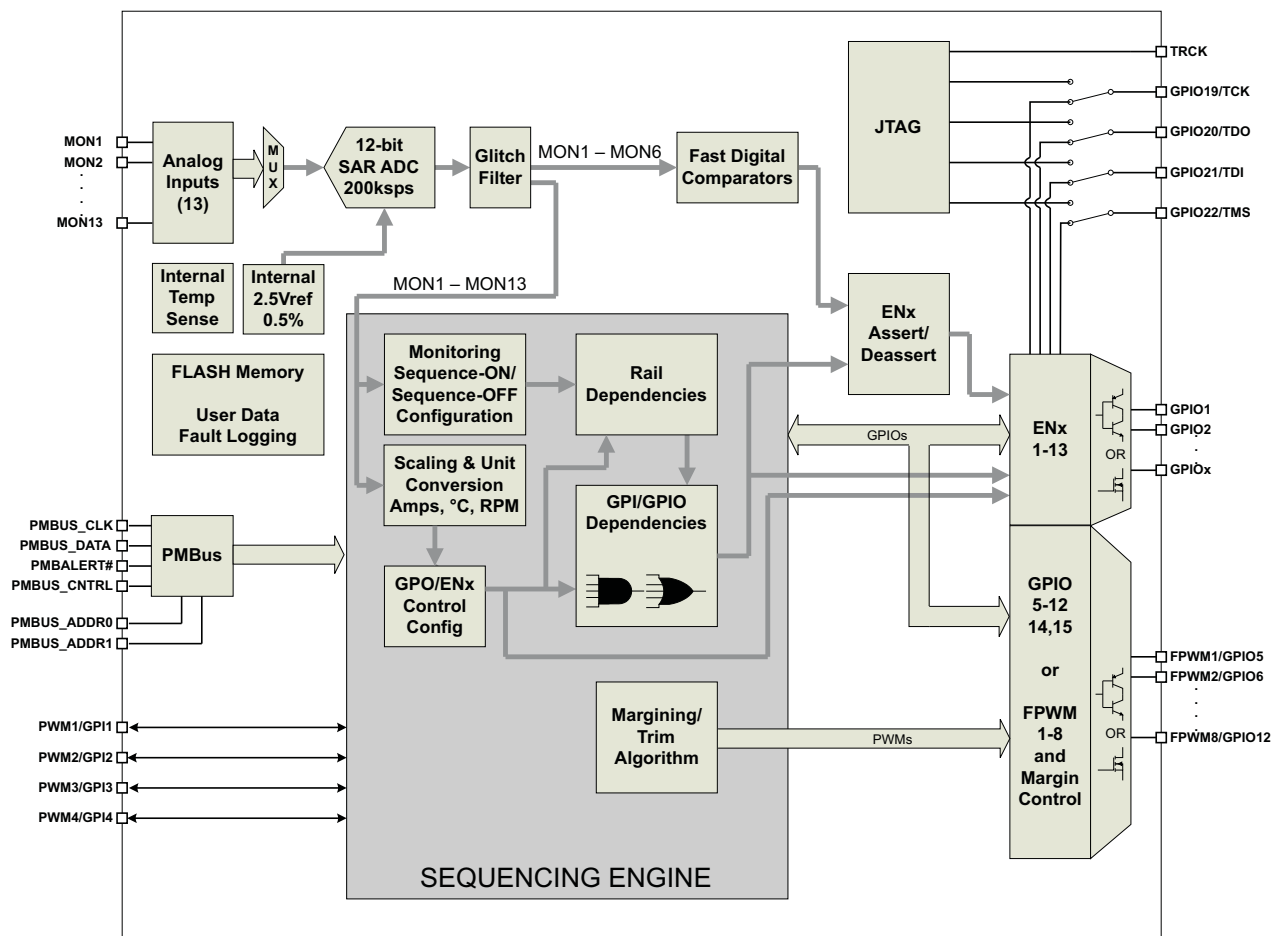 TRCK
GPIO19/TCK
GPIO20/TDO
GPIO21/TDI
GPIO22/TMS
JTAG
MON1
MON2
MON13
Analog
Inputs
(13)
M
U
X
12-bit
SAR ADC
200ksps
Glitch
Filter
MON1 – MON6
Fast Digital
Comparators
Internal
Temp
Sense
Internal
2.5Vref
0.5%
MON1 – MON13
ENx
Assert/
Deassert
FLASH Memory
User Data
Fault Logging
Monitoring
Sequence-ON/
Sequence-OFF
Configuration
Rail
Dependencies
GPIOs
ENx
1-13
OR
GPIO1
GPIO2
GPIOx
Scaling & Unit
Conversion
Amps, °C, RPM
GPI/GPIO
Dependencies
PMBUS_CLK
PMBUS_DATA
PMBALERT#
PMBUS_CNTRL
PMBUS_ADDR0
PMBUS_ADDR1
PMBus
GPO/ENx
Control
Config
GPIO
5-12
14,15
or
FPWM
1-8
and
Margin
Control
OR
FPWM1/GPIO5
FPWM2/GPIO6
FPWM8/GPIO12
PWM1/GPI1
PWM2/GPI2
PWM3/GPI3
PWM4/GPI4
Margining/
Trim
Algorithm
PWMs
SEQUENCING ENGINE